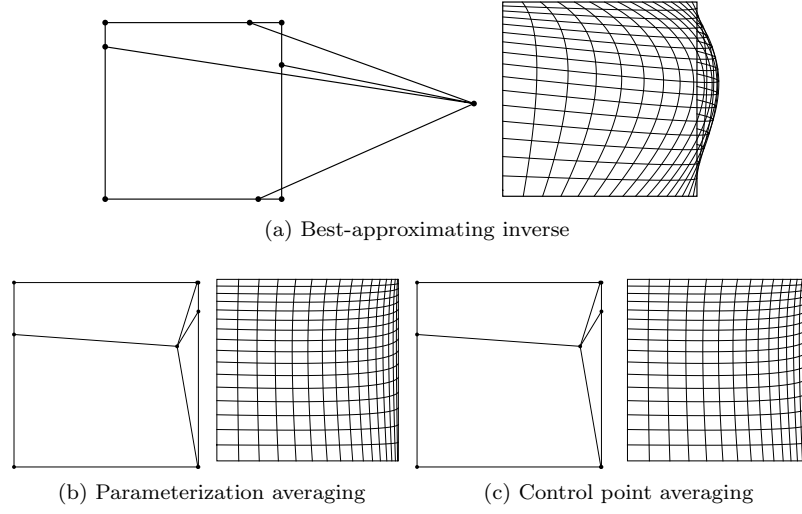 (a) Best-approximating inverse
(b) Parameterization averaging
(c) Control point averaging